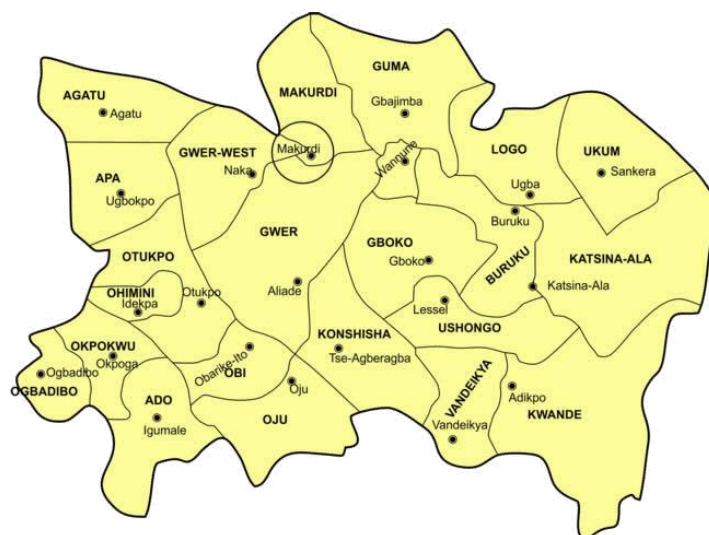 GUMA
AGATU
MAKURDI
Agatu
Gbajimba
LOGO
UKUM
GWER-WEST
Makurdi
Wannune
Naka
Sankera
APA
Ugbokpo
Ugba
Buruku
GWER
OTUKPO
GBOKO
Gboko
BURUKU
KATSINA-ALA
OHIMINI
Idekpa
Otukpo
Aliade
Katsina-Ala
Lessel
USHONGO
OKPOKWU
Okpoga
KONSHISHA
Tse-Agberagba
Obarike-Ito
OBI
Ogbadibo
OGBADIBO
ADO
Igumale
Oju
OJU
VANDEIKYA
Vandeikya
Adikpo
KWANDE